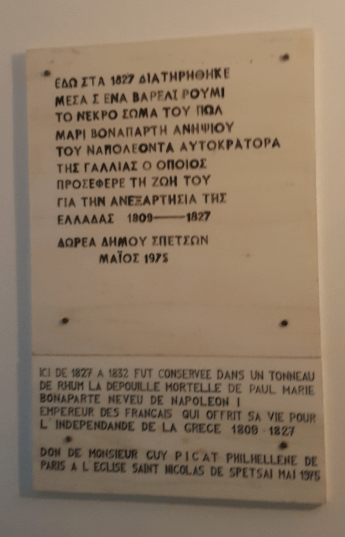 ΕΔΩ ΣΤΑ 1827 ΔΙΑΤΗΡΗΘΗΚΕ
ΜΕΣΑ Σ ΕΝΑ ΒΑΡΕΛΙ ΡΟΥΜΙ
ΤΟ ΝΕΚΡΟ ΣΩΜΑ ΤΟΥ ΠΩΛ
ΜΑΡΙ ΒΟΝΑΠΑΡΤΗ ΑΝΗΨΙΟΥ
ΤΟΥ ΝΑΠΟΛΕΟΝΤΑ ΑΥΤΟΚΡΑΤΟΡΑ
ΤΗΣ ΓΑΛΛΙΑΣ Ο ΟΠΟΙΟΣ
ΠΡΟΣΕΦΕΡΕ ΤΗ ΖΩΗ ΤΟΥ
ΓΙΑ ΤΗΝ ΑΝΕΞΑΡΤΗΣΙΑ ΤΗΣ
ΕΛΛΑΔΑΣ 1809——1827
ΔΩΡΕΑ ΔΗΜΟΥ ΣΠΕΤΣΩΝ
ΜΑΪΟΣ 1975
ICI DE 1827 A 1832 FUT CONSERVEE DANS UN TONNEAU
DE RHUM LA DEPOUILLE MORTELLE DE PAUL MARIE
BONAPARTE NEVEU DE NAPOLEON I
EMPEREUR DES FRANCAIS QUI OFFRIT SA VIE POUR
L'INDEPENDANDE DE LA GRECE 1809-1827
DON DE MONSIEUR GUY PICAT PHILHELLENE DE
PARIS A L EGLISE SAINT NICOLAS DE SPETSAI MAI 1975